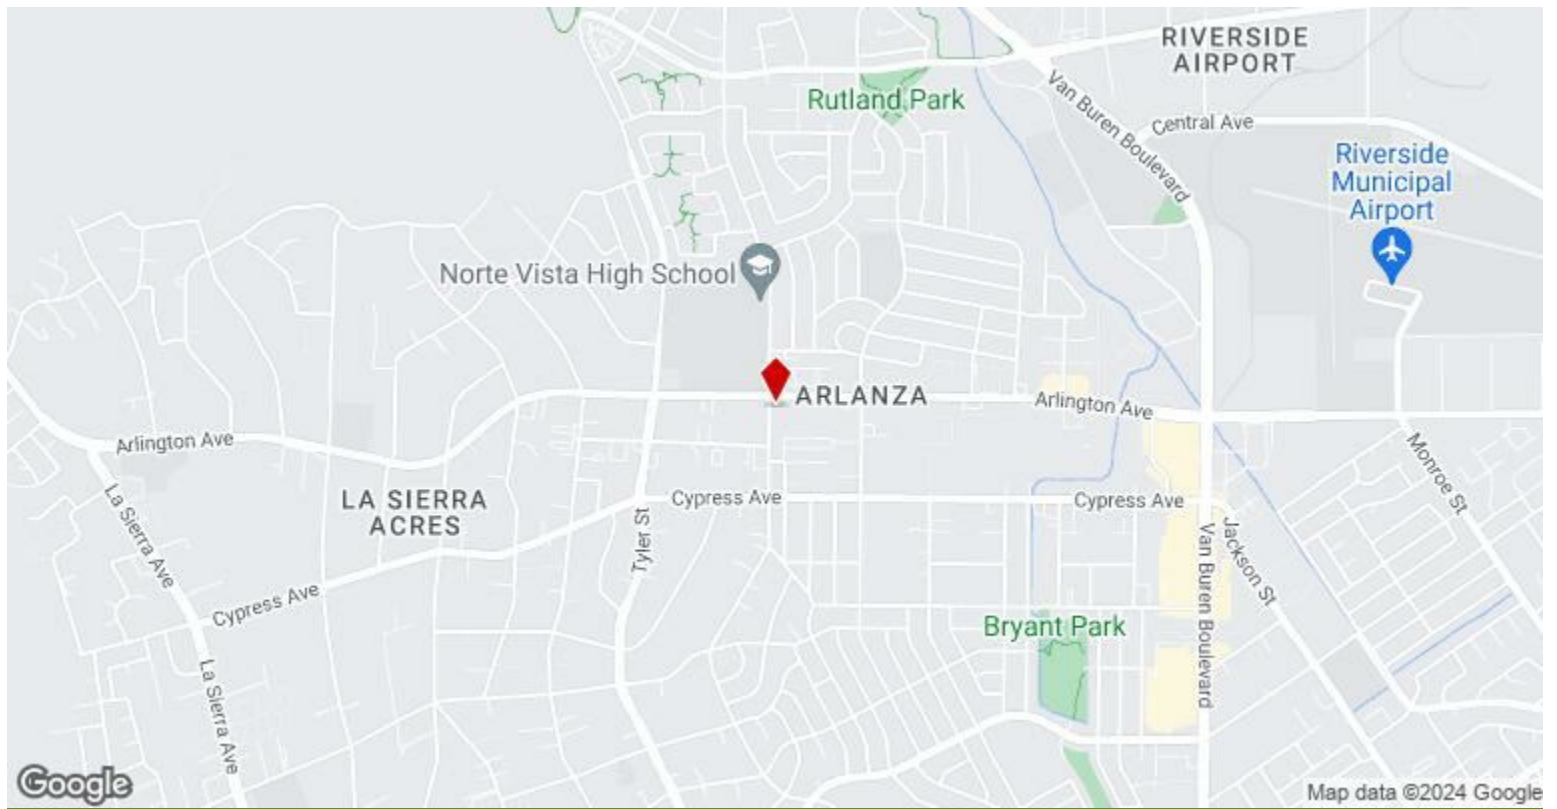 RIVERSIDE
AIRPORT
Rutland Park
Van Buren Boulevard
Central Ave
Riverside
Municipal
Airport
Norte Vista High School
ARLANZA
Arlington Ave
Arlington Ave
Monroe St
LA SIERRA
ACRES
Cypress Ave
Cypress Ave
La Sierra Ave
Tyler St
Van Buren Boulevard
Jackson St
Cypress Ave
Bryant Park
La Sierra Ave
Google
Map data ©2024 Google